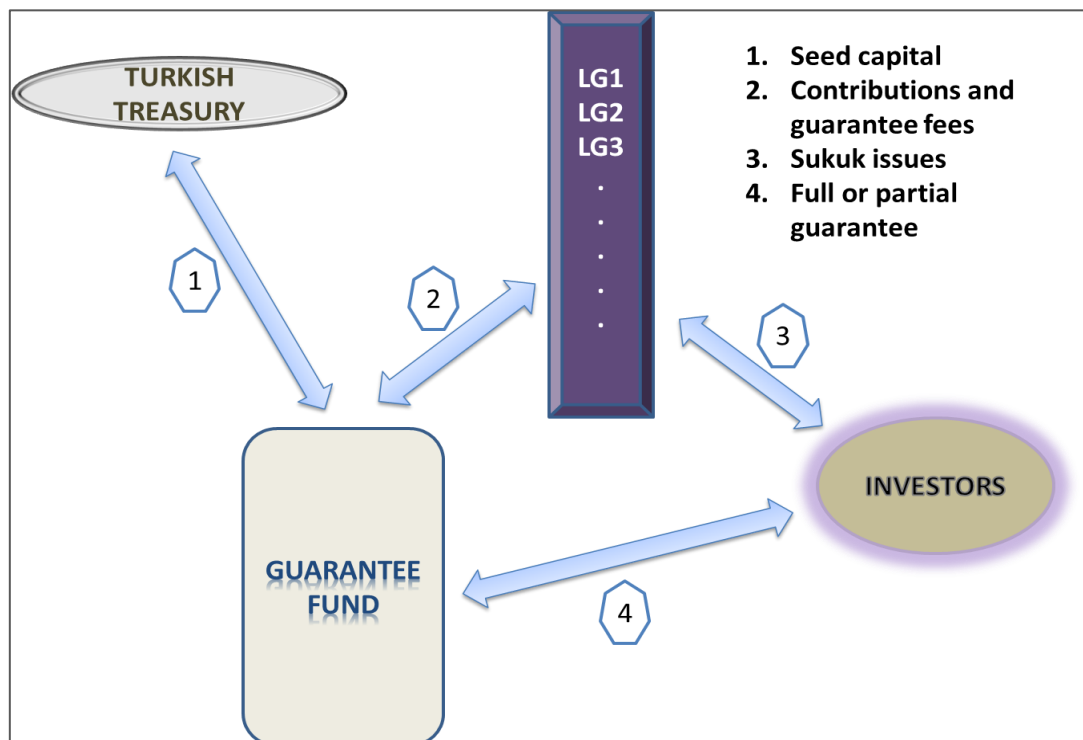 TURKISH
TREASURY
LG1
LG2
LG3
.
.
.
.
.
1. Seed capital
2. Contributions and
guarantee fees
3. Sukuk issues
4. Full or partial
guarantee
1
2
3
INVESTORS
GUARANTEE
FUND
4